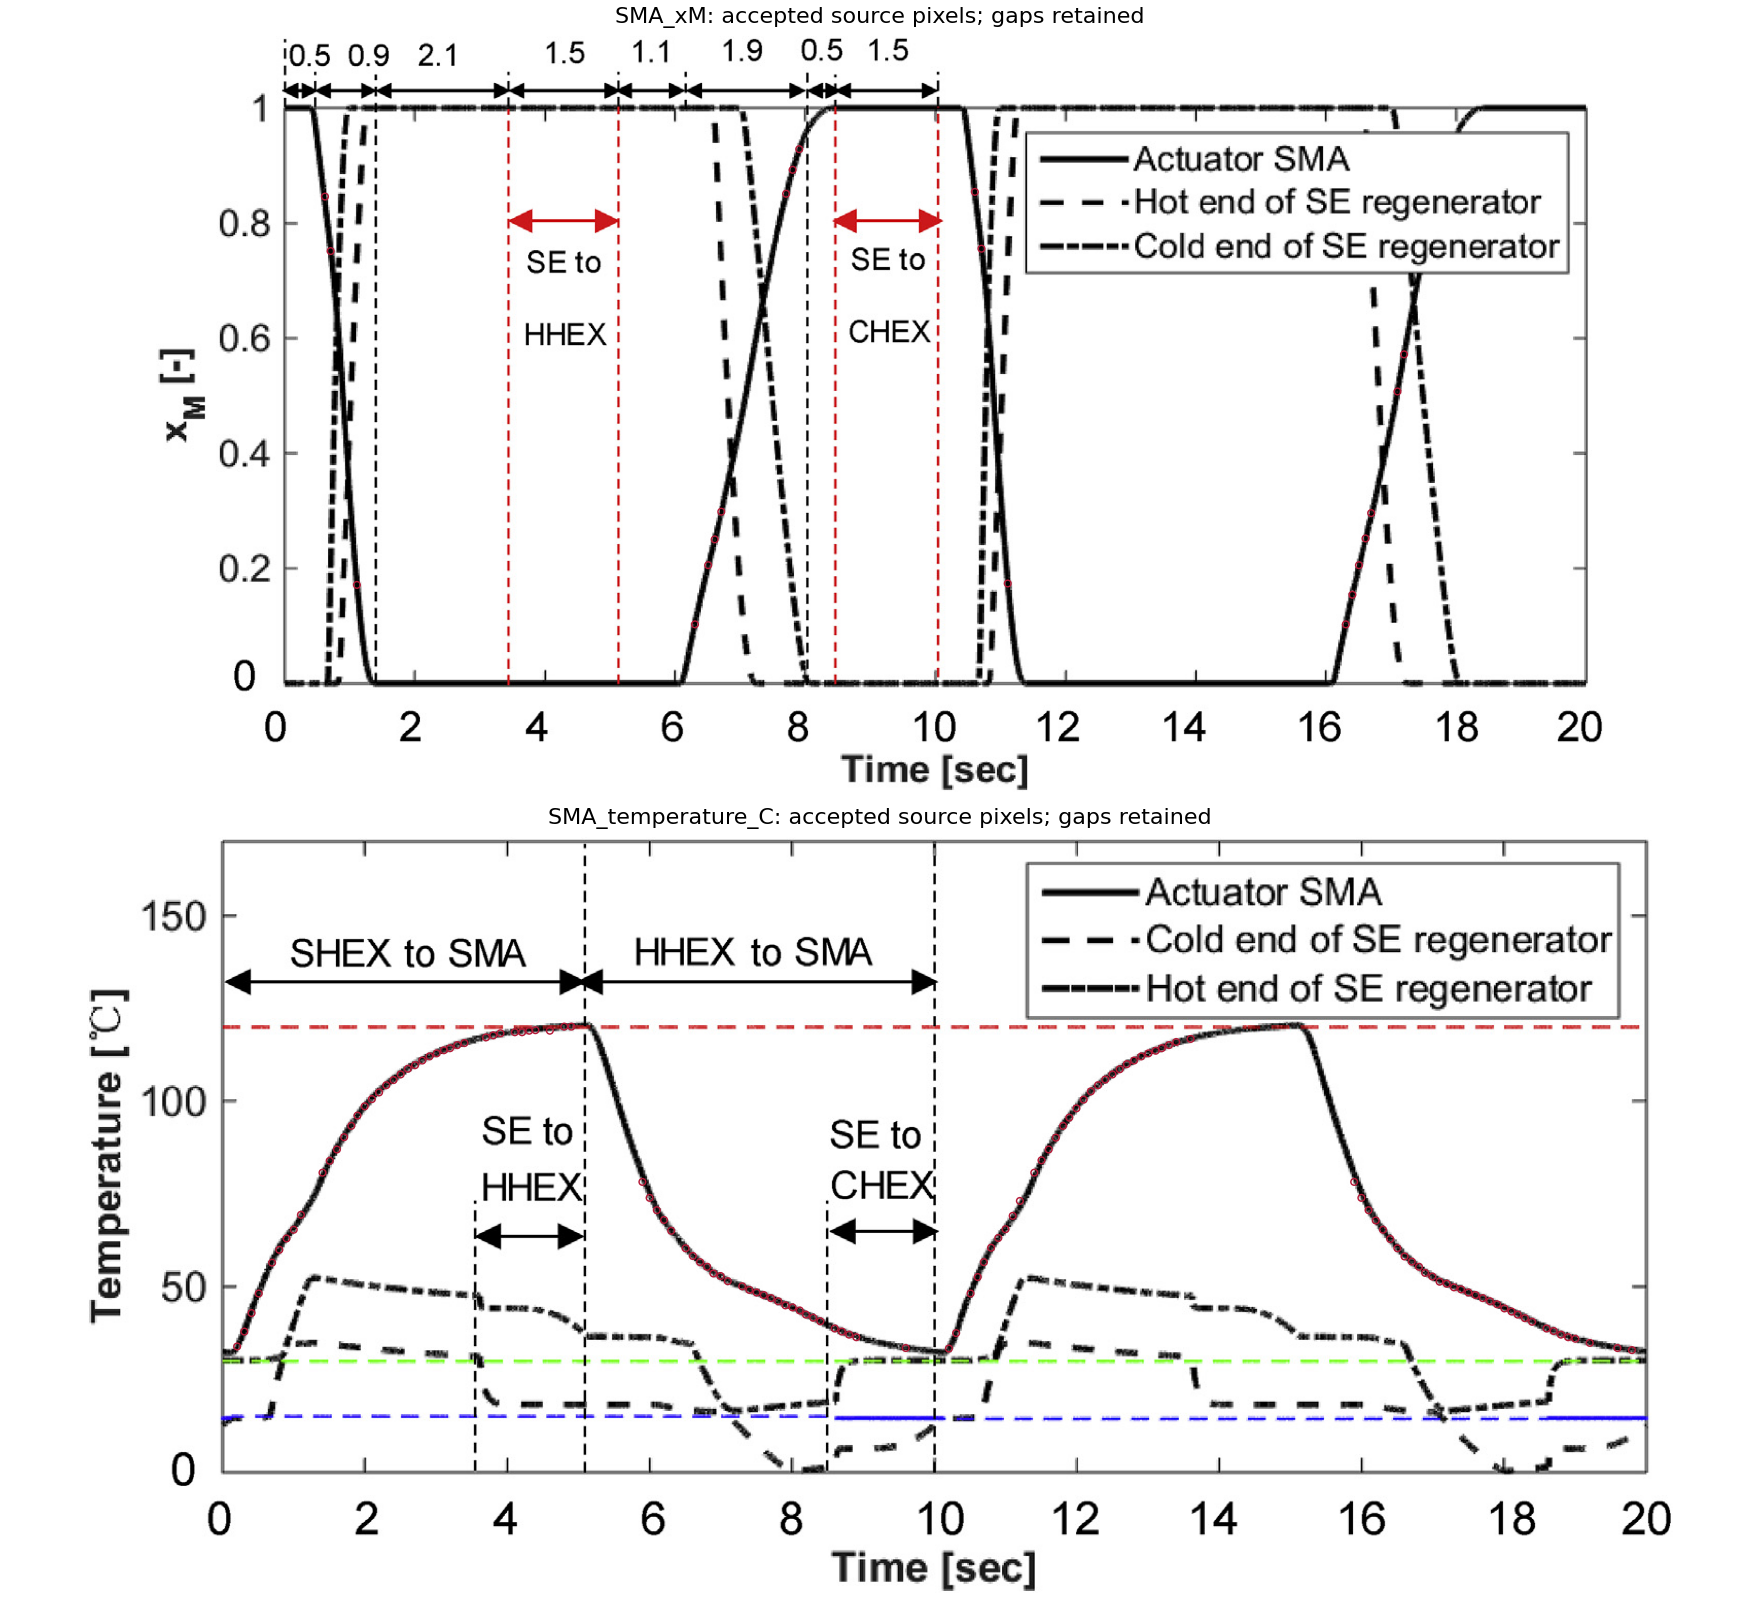 SMA_xM: accepted source pixels; gaps retained
0.5 0.9 2.1 1.5 1.1 1.9 0.5 1.5
1
0.8
0.6
0.4
0.2
0
xM [-]
Actuator SMA
Hot end of SE regenerator
Cold end of SE regenerator
SE to
HHEX
SE to
CHEX
0 2 4 6 8 10 12 14 16 18 20
Time [sec]
SMA_temperature_C: accepted source pixels; gaps retained
150
100
50
0
Temperature [℃]
Actuator SMA
Cold end of SE regenerator
Hot end of SE regenerator
SHEX to SMA
HHEX to SMA
SE to
HHEX
SE to
CHEX
0 2 4 6 8 10 12 14 16 18 20
Time [sec]